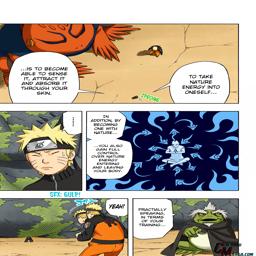 TO TAKE
NATURE
ENERGY INTO
ONESELF...
...IS TO BECOME
ABLE TO SENSE
IT, ATTRACT IT
AND ABSORB IT
THROUGH YOUR
SKIN.
IN
ADDITION, BY
BECOMING
ONE WITH
NATURE...
...YOU ALSO
GAIN FULL
CONTROL
OVER NATURE
ENERGY
ENTERING
AND LEAVING
YOUR BODY.
......
SFX: GULP!
PRACTIALLY
SPEAKING,
IN TERMS OF
YOUR
TRAINING...
YEAH!